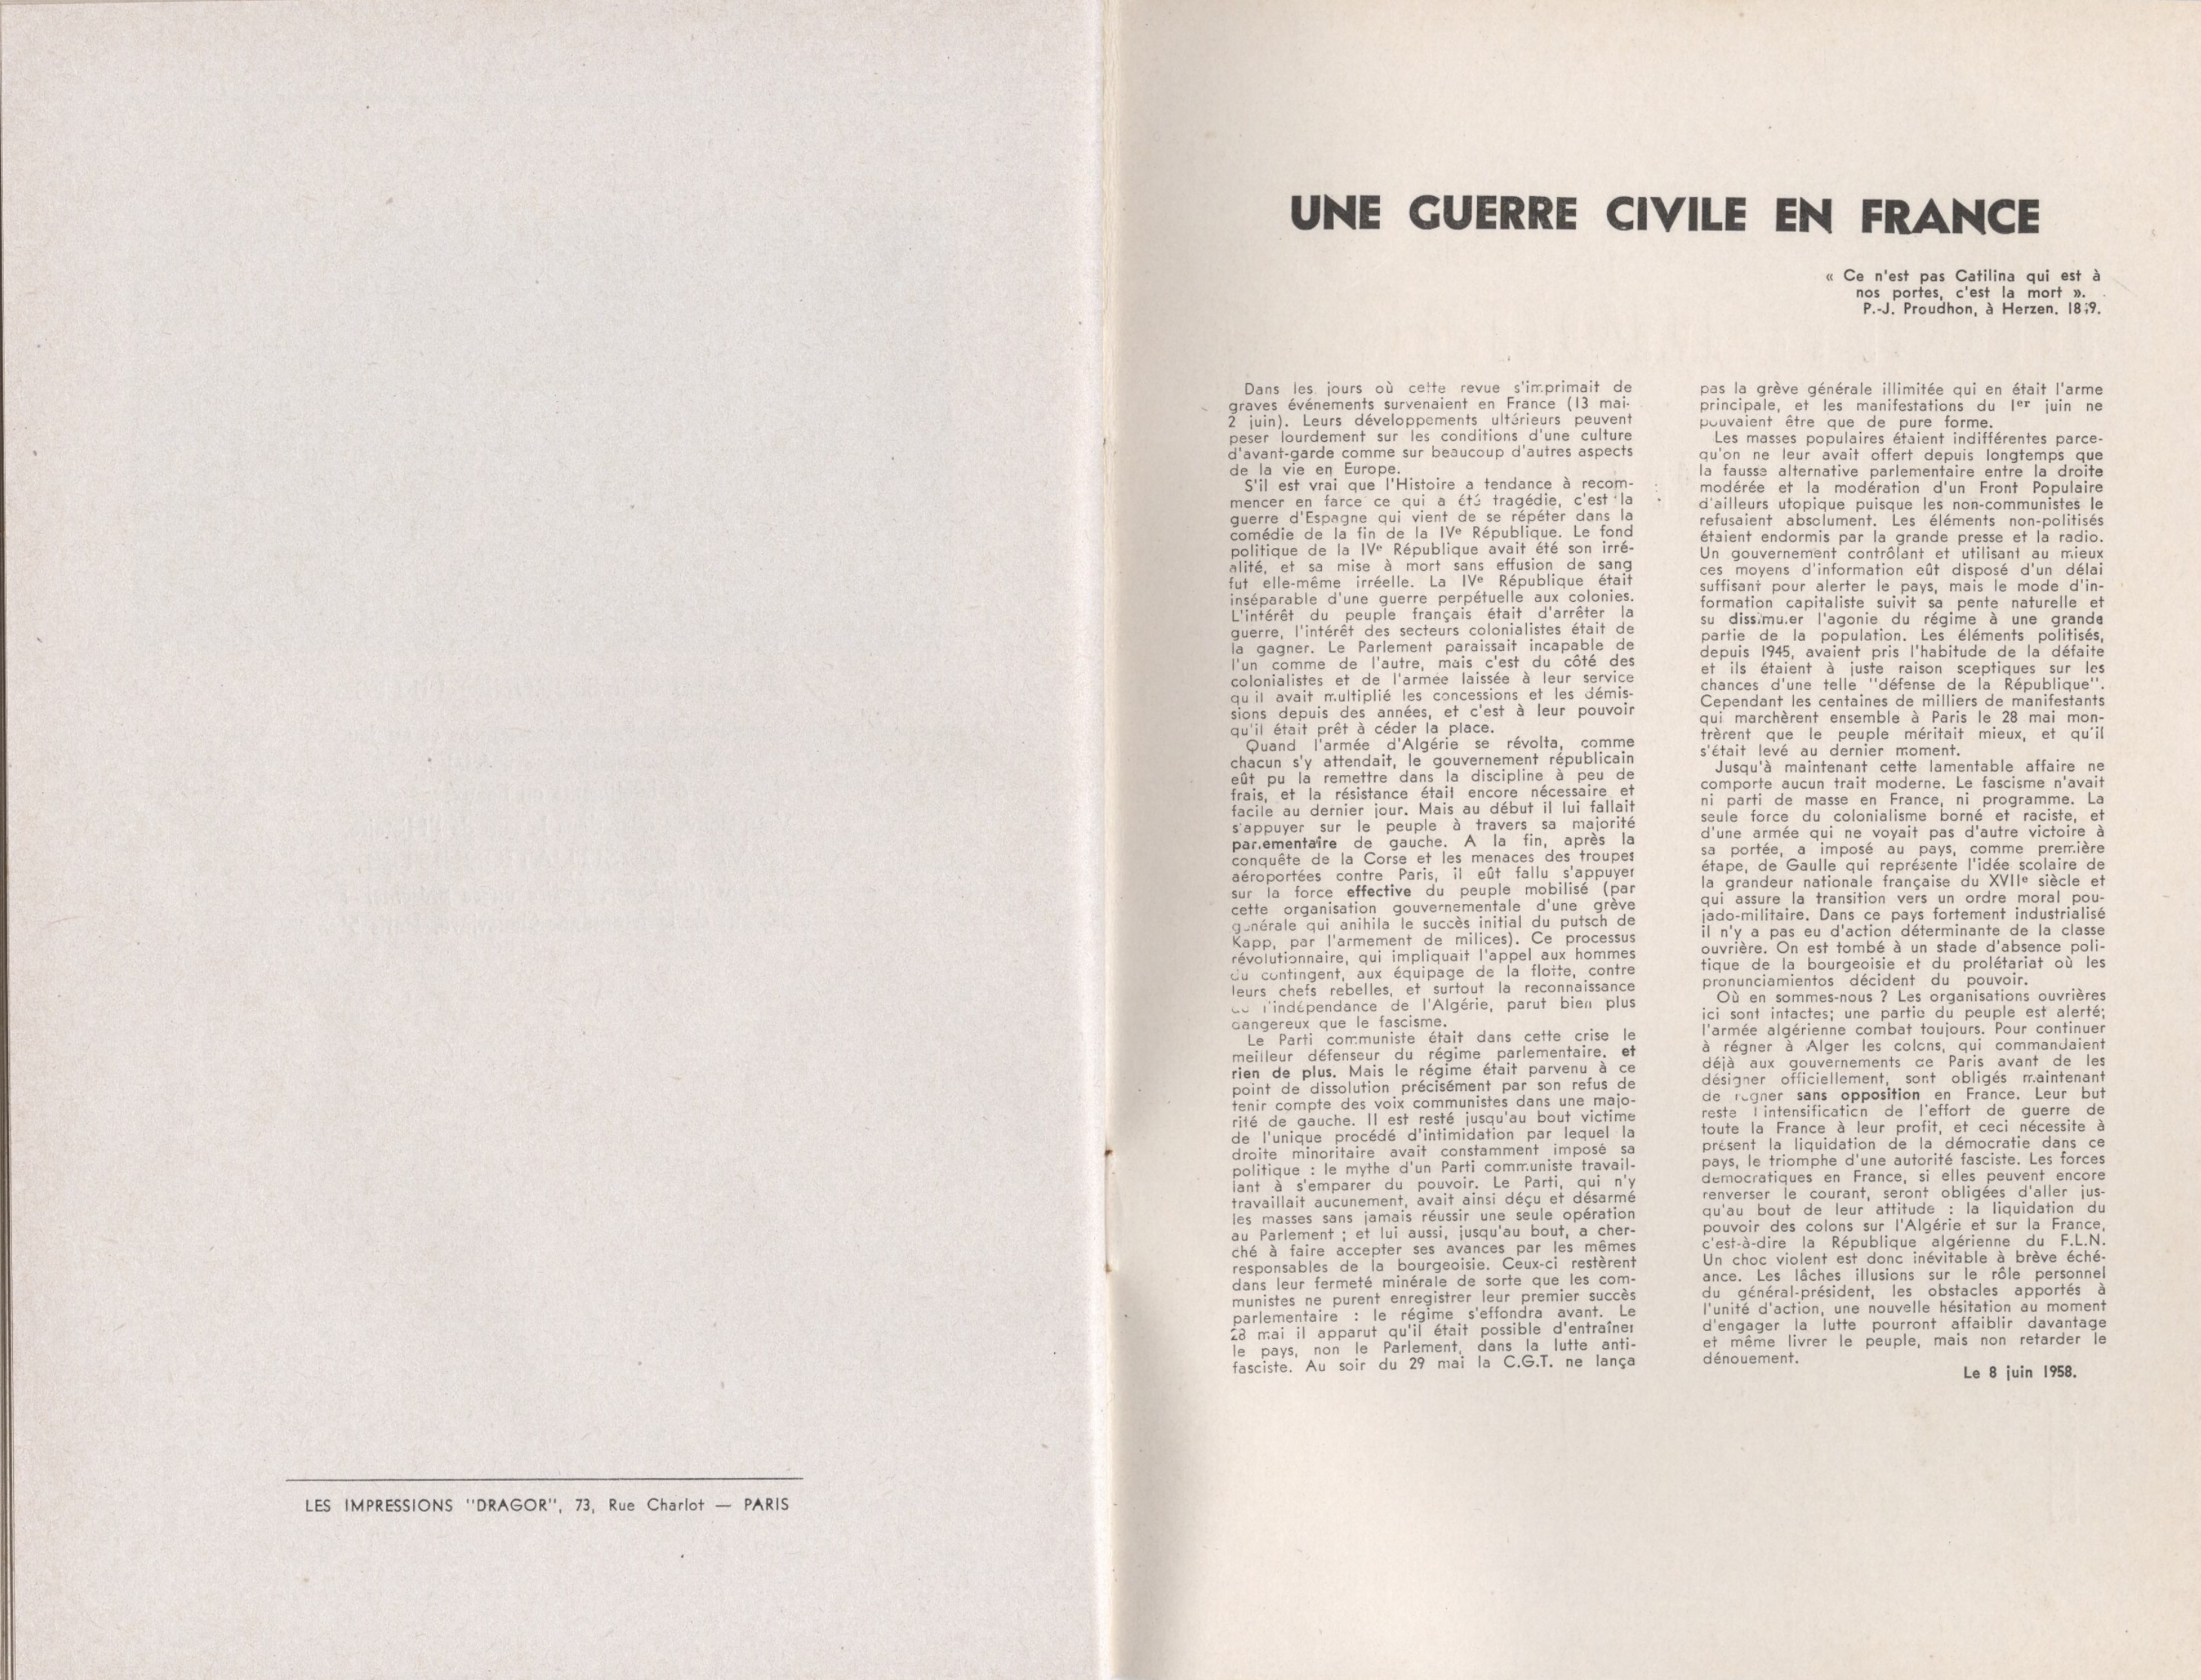 LES IMPRESSIONS "DRAGOR", 73, Rue Charlot — PARIS
UNE GUERRE CIVILE EN FRANCE
« Ce n'est pas Catilina qui est à
nos portes, c'est la mort ».
P.-J. Proudhon, à Herzen.
Dans les jours où cette revue s'imprimait de
graves événements survenaient en France (13 mai-
2 juin). Leurs développements ultérieurs peuvent
peser lourdement sur les conditions d'une culture
d'avant-garde comme sur beaucoup d'autres aspects
de la vie en Europe.
S'il est vrai que l'Histoire a tendance à recom-
mencer en farce ce qui a été tragédie, c'est la
guerre d'Espagne qui vient de se répéter dans la
comédie de la fin de la IVe République. Le fond
politique de la IVe République avait été son irré-
alité, et sa mise à mort sans effusion de sang
fut elle-même irréelle. La IVe République était
inséparable d'une guerre perpétuelle aux colonies.
L'intérêt du peuple français était d'arrêter la
guerre, l'intérêt des secteurs colonialistes était de
la gagner. Le Parlement paraissait incapable de
l'un comme de l'autre, mais c'est du côté des
colonialistes et de l'armée laissée à leur service
qu'il avait multiplié les concessions et les démis-
sions depuis des années, et c'est à leur pouvoir
qu'il était prêt à céder la place.
Quand l'armée d'Algérie se révolta, comme
chacun s'y attendait, le gouvernement républicain
eût pu la remettre dans la discipline à peu de
frais, et la résistance était encore nécessaire et
facile au dernier jour. Mais au début il lui fallait
s'appuyer sur le peuple à travers sa majorité
parlementaire de gauche. A la fin, après la
conquête de la Corse et les menaces des troupes
aéroportées contre Paris, il eût fallu s'appuyer
sur la force effective du peuple mobilisé (par
cette organisation gouvernementale d'une grève
générale qui anihila le succès initial du putsch de
Kapp, par l'armement de milices). Ce processus
révolutionnaire, qui impliquait l'appel aux hommes
du contingent, aux équipage de la flotte, contre
leurs chefs rebelles, et surtout la reconnaissance
de l'indépendance de l'Algérie, parut bien plus
dangereux que le fascisme.
Le Parti communiste était dans cette crise le
meilleur défenseur du régime parlementaire, et
rien de plus. Mais le régime était parvenu à ce
point de dissolution précisément par son refus de
tenir compte des voix communistes dans une majo-
rité de gauche. Il est resté jusqu'au bout victime
de l'unique procédé d'intimidation par lequel la
droite minoritaire avait constamment imposé sa
politique : le mythe d'un Parti communiste travail-
lant à s'emparer du pouvoir. Le Parti, qui n'y
travaillait aucunement, avait ainsi déçu et désarmé
les masses sans jamais réussir une seule opération
au Parlement ; et lui aussi, jusqu'au bout, a cher-
ché à faire accepter ses avances par les mêmes
responsables de la bourgeoisie. Ceux-ci restèrent
dans leur fermeté minérale de sorte que les com-
munistes ne purent enregistrer leur premier succès
parlementaire : le régime s'effondra avant. Le
28 mai il apparut qu'il était possible d'entraîner
le pays, non le Parlement, dans la lutte anti-
fasciste. Au soir du 29 mai la C.G.T. ne lança
pas la grève générale illimitée qui en était l'arme
principale, et les manifestations du 1er juin ne
pouvaient être que de pure forme.
Les masses populaires étaient indifférentes parce-
qu'on ne leur avait offert depuis longtemps que
la fausse alternative parlementaire entre la droite
modérée et la modération d'un Front Populaire
d'ailleurs utopique puisque les non-communistes le
refusaient absolument. Les éléments non-politisés
étaient endormis par la grande presse et la radio.
Un gouvernement contrôlant et utilisant au mieux
ces moyens d'information eût disposé d'un délai
suffisant pour alerter le pays, mais le mode d'in-
formation capitaliste suivit sa pente naturelle et
su dissimuler l'agonie du régime à une grande
partie de la population. Les éléments politisés,
depuis 1945, avaient pris l'habitude de la défaite
et ils étaient à juste raison sceptiques sur les
chances d'une telle "défense de la République".
Cependant les centaines de milliers de manifestants
qui marchèrent ensemble à Paris le 28 mai mon-
trèrent que le peuple méritait mieux, et qu'il
s'était levé au dernier moment.
Jusqu'à maintenant cette lamentable affaire ne
comporte aucun trait moderne. Le fascisme n'avait
ni parti de masse en France, ni programme. La
seule force du colonialisme borné et raciste, et
d'une armée qui ne voyait pas d'autre victoire à
sa portée, a imposé au pays, comme première
étape, de Gaulle qui représente l'idée scolaire de
la grandeur nationale française du XVIIe siècle et
qui assure la transition vers un ordre moral pou-
jado-militaire. Dans ce pays fortement industrialisé
il n'y a pas eu d'action déterminante de la classe
ouvrière. On est tombé à un stade d'absence poli-
tique de la bourgeoisie et du prolétariat où les
pronunciamientos décident du pouvoir.
Où en sommes-nous ? Les organisations ouvrières
ici sont intactes; une partie du peuple est alerté;
l'armée algérienne combat toujours. Pour continuer
à régner à Alger les colons, qui commandaient
déjà aux gouvernements de Paris avant de les
désigner officiellement, sont obligés maintenant
de régner sans opposition en France. Leur but
reste l'intensification de l'effort de guerre de
toute la France à leur profit, et ceci nécessite à
présent la liquidation de la démocratie dans ce
pays, le triomphe d'une autorité fasciste. Les forces
démocratiques en France, si elles peuvent encore
renverser le courant, seront obligées d'aller jus-
qu'au bout de leur attitude : la liquidation du
pouvoir des colons sur l'Algérie et sur la France,
c'est-à-dire la République algérienne du F.L.N.
Un choc violent est donc inévitable à brève éché-
ance. Les lâches illusions sur le rôle personnel
du général-président, les obstacles apportés à
l'unité d'action, une nouvelle hésitation au moment
d'engager la lutte pourront affaiblir davantage
et même livrer le peuple, mais non retarder le
dénouement.
Le 8 juin 1958.